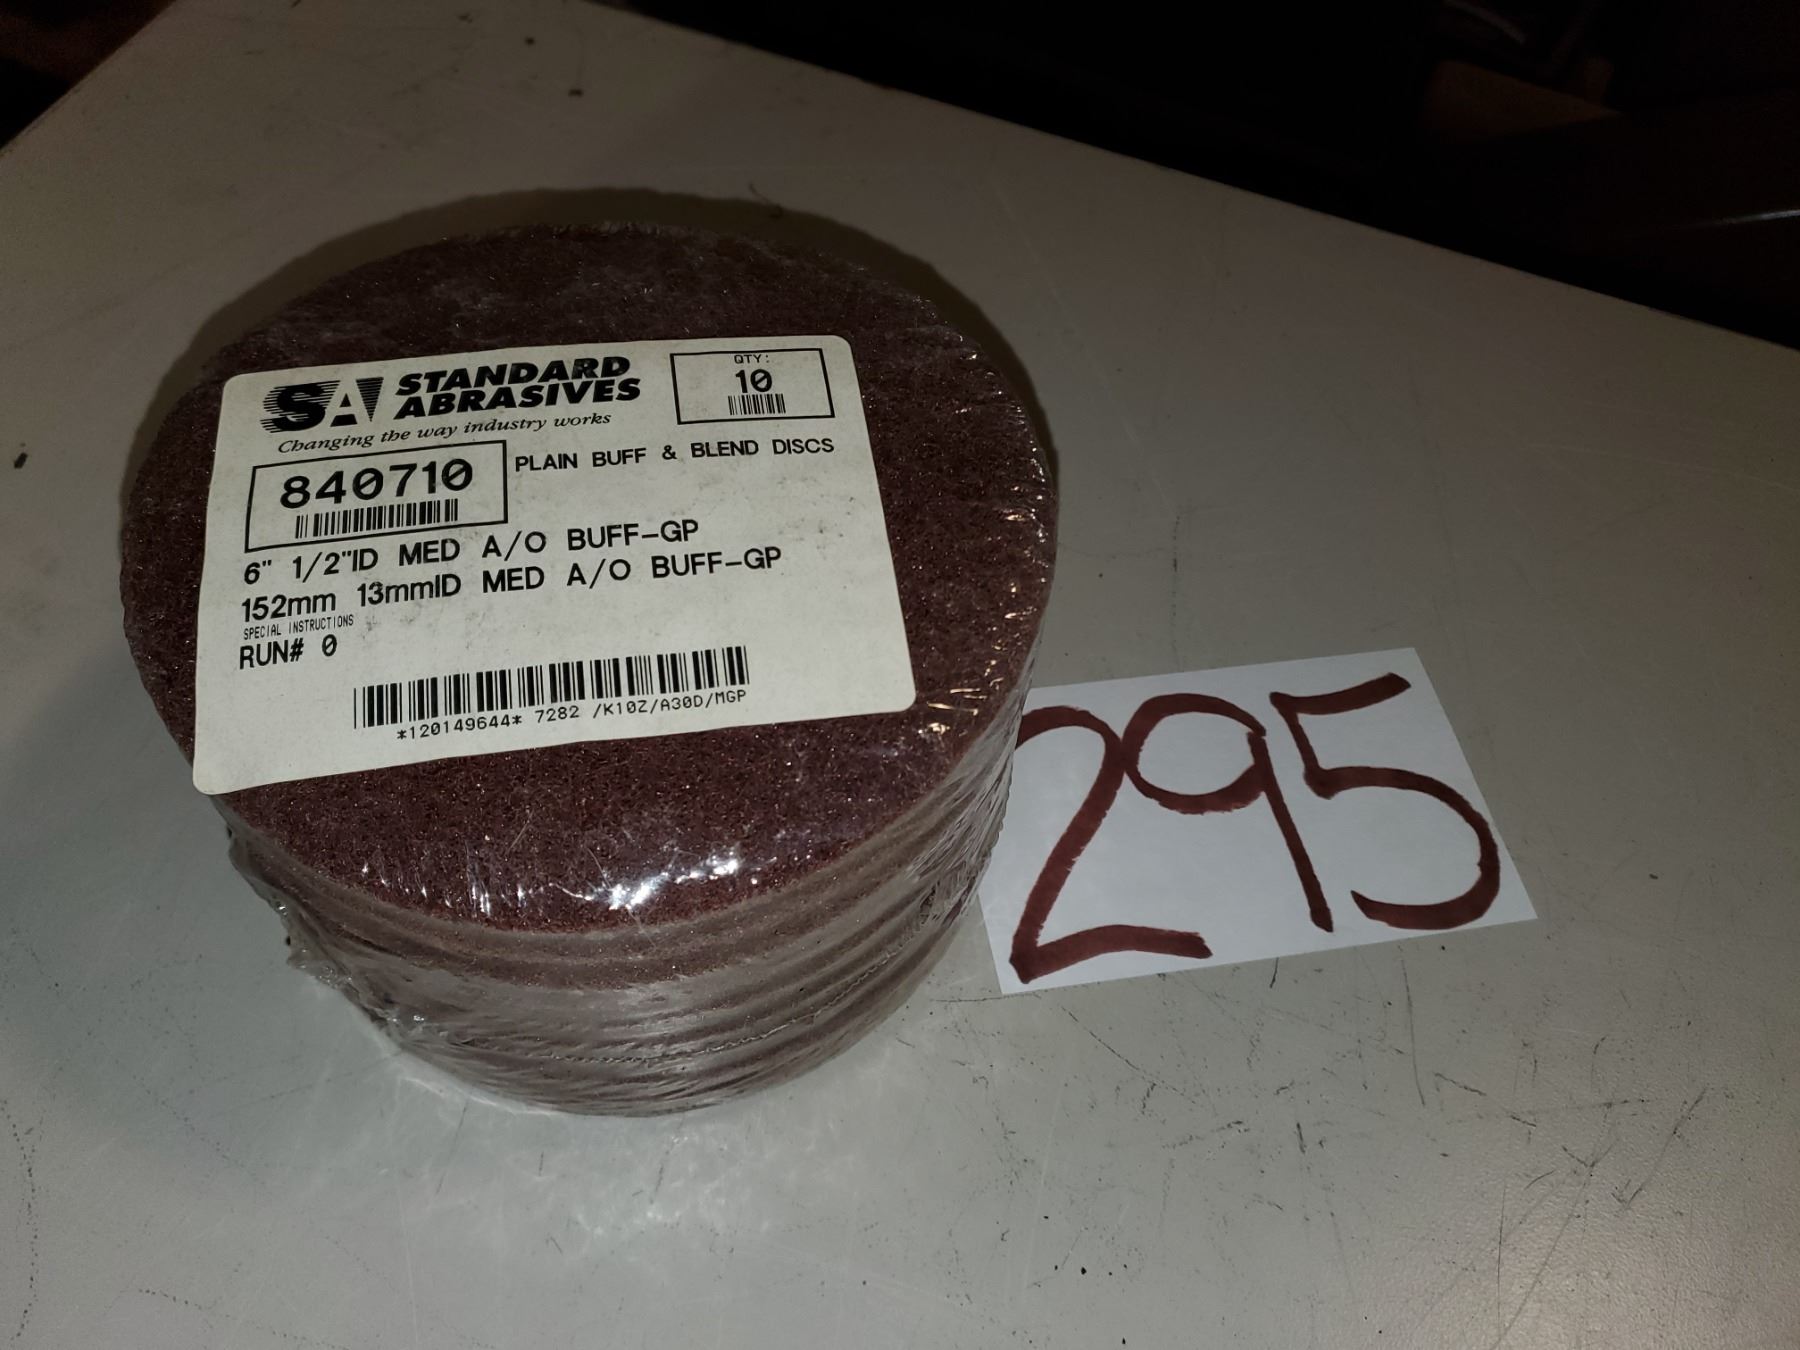 SA STANDARD
ABRASIVES
Changing the way industry works
QTY:
10
840710
PLAIN BUFF & BLEND DISCS
6" 1/2"ID MED A/O BUFF-GP
152mm 13mmID MED A/O BUFF-GP
SPECIAL INSTRUCTIONS
RUN# 0
*120149644* 7282 /K10Z/A30D/MGP
295